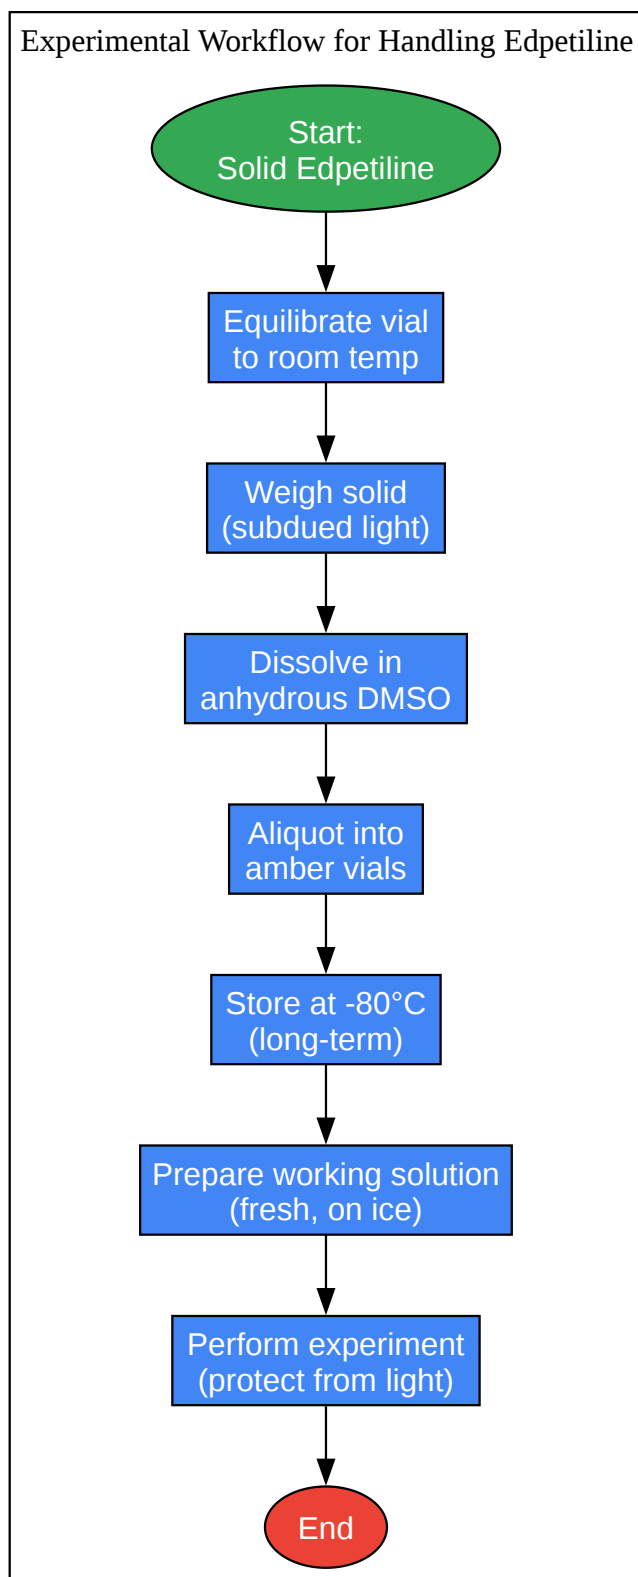 Experimental Workflow for Handling Edpetiline
Start:
Solid Edpetiline
Equilibrate vial
to room temp
Weigh solid
(subdued light)
Dissolve in
anhydrous DMSO
Aliquot into
amber vials
Store at -80°C
(long-term)
Prepare working solution
(fresh, on ice)
Perform experiment
(protect from light)
End